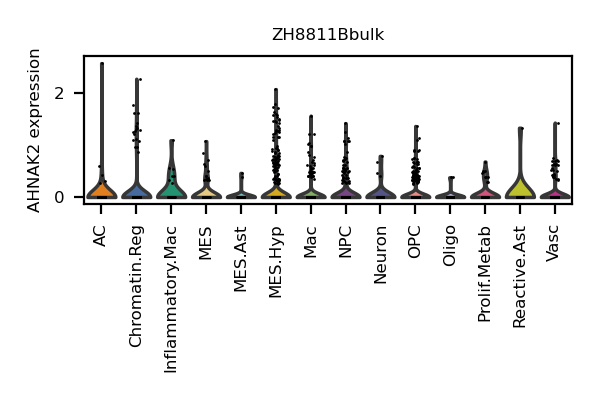 ZH8811Bbulk
AHNAK2 expression
2
0
AC
Chromatin.Reg
Inflammatory.Mac
MES
MES.Ast
MES.Hyp
Mac
NPC
Neuron
OPC
Oligo
Prolif.Metab
Reactive.Ast
Vasc